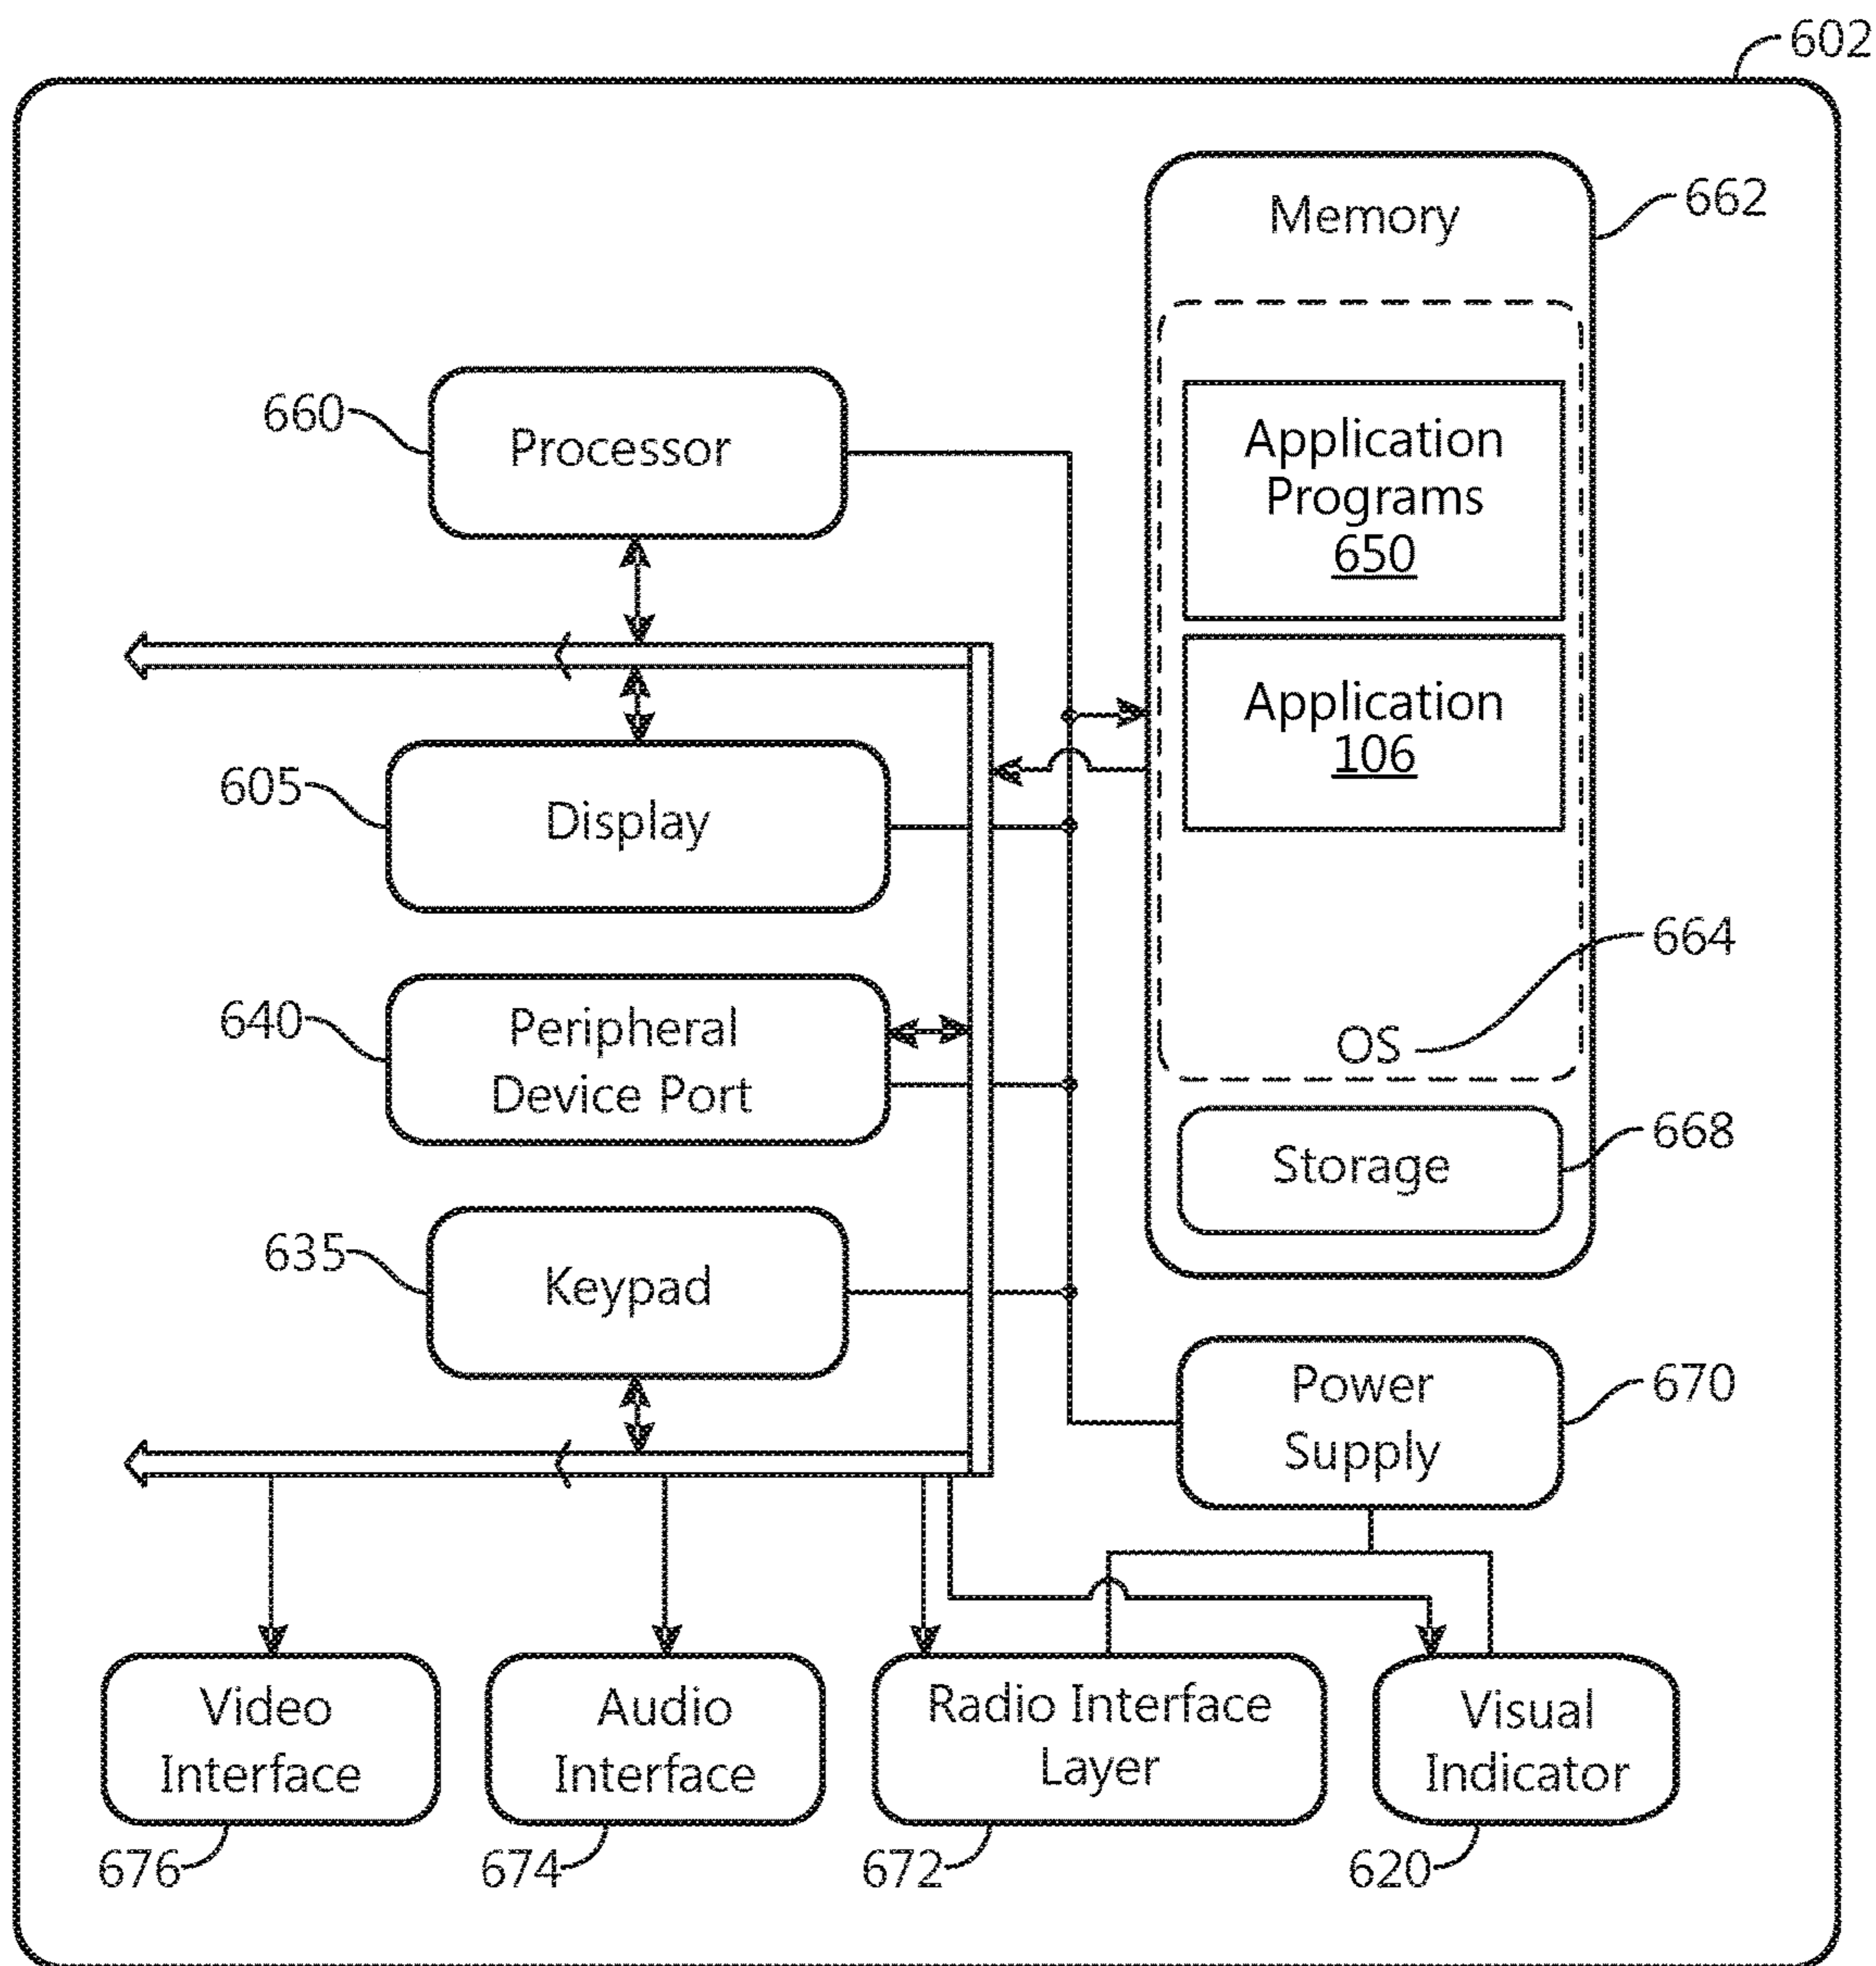 602
Memory
662
660
Processor
Application
Programs
650
Application
106
605
Display
664
640
Peripheral
Device Port
OS
668
Storage
635
Keypad
Power
Supply
670
Video
Interface
Audio
Interface
Radio Interface
Layer
Visual
Indicator
676
674
672
620